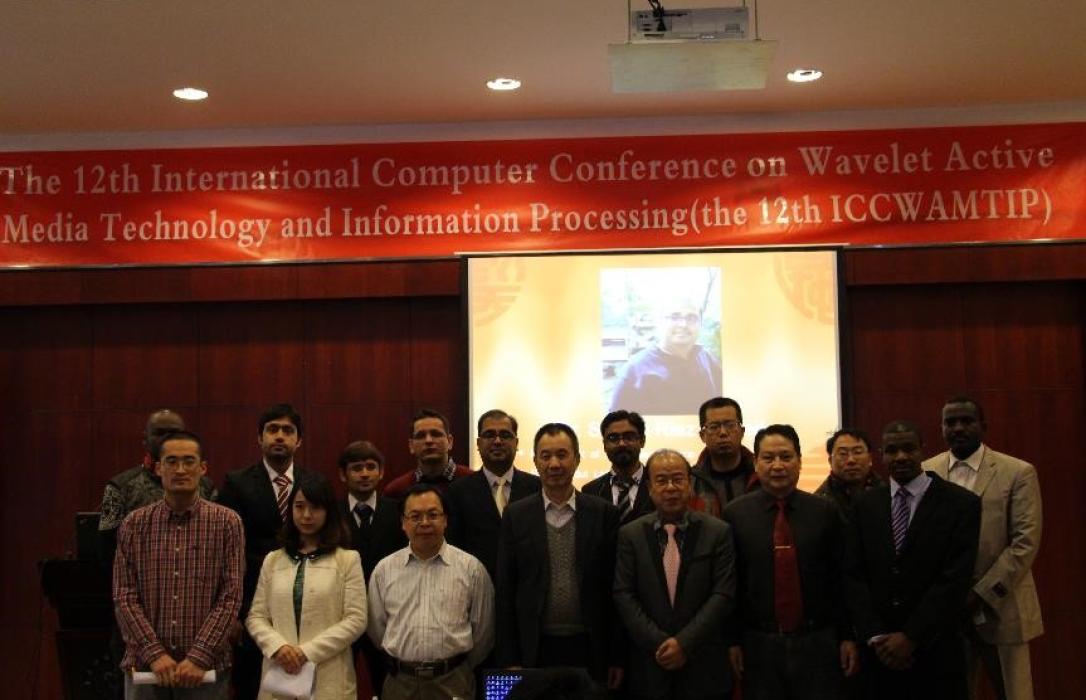 The 12th International Computer Conference on Wavelet Active
Media Technology and Information Processing(the 12th ICCWAMTIP)